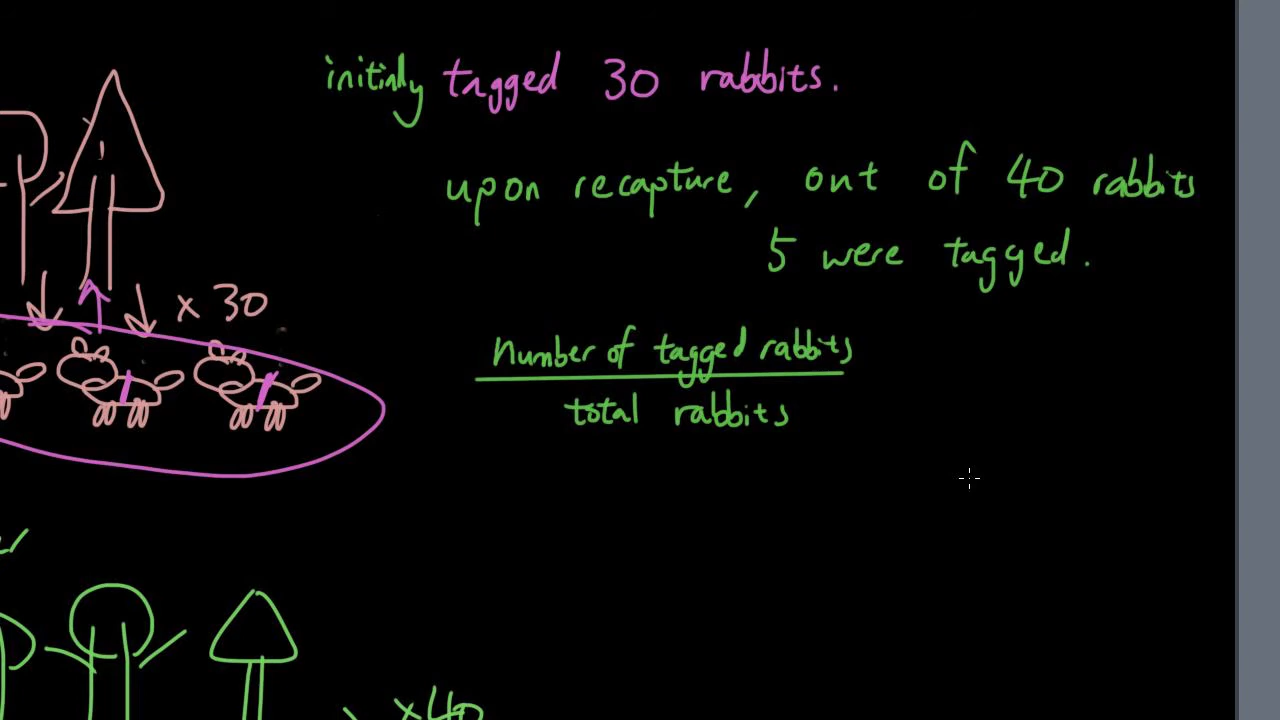 initially tagged 30 rabbits.
upon recapture, out of 40 rabbits
5 were tagged.
x 30
Number of tagged rabbits
total rabbits
x40